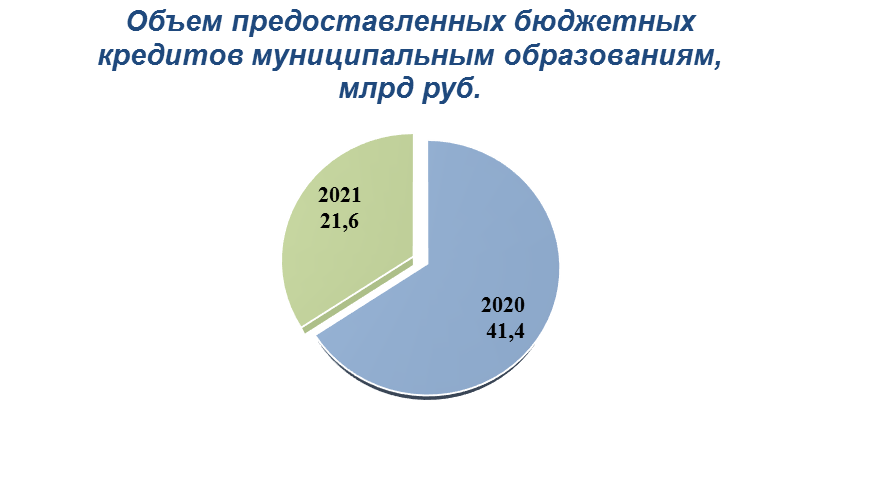 Объем предоставленных бюджетных
кредитов муниципальным образованиям,
млрд руб.
2021
21,6
2020
41,4